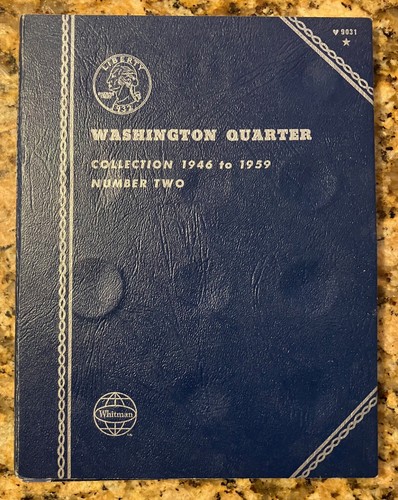 ♥ 9031
★
LIBERTY
1932
WASHINGTON QUARTER
COLLECTION 1946 to 1959
NUMBER TWO
Whitman